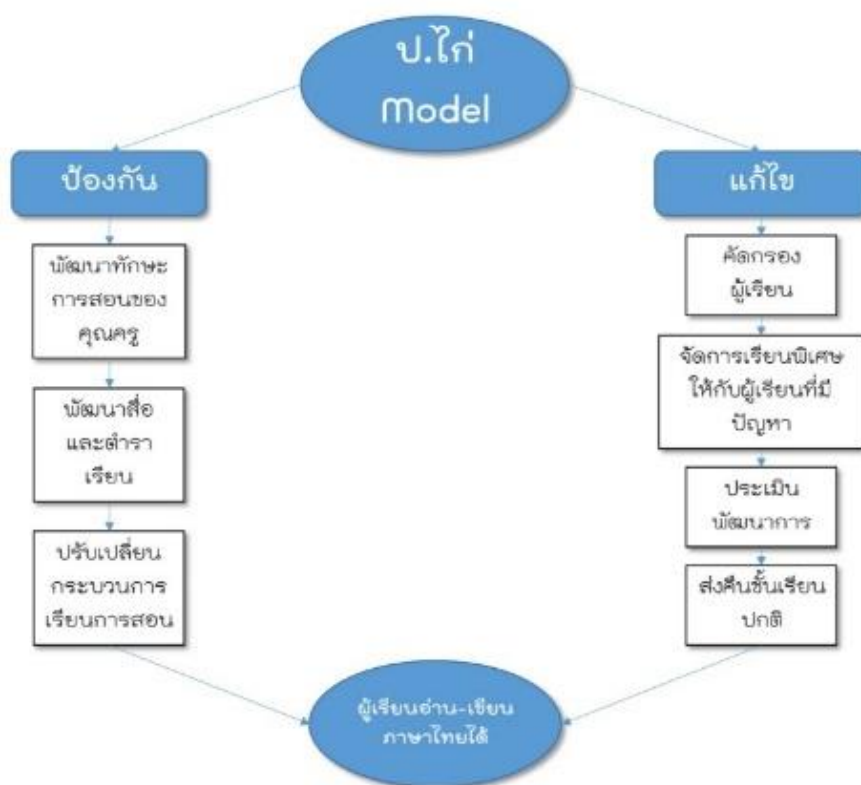 ป.ไก่
Model
ป้องกัน
พัฒนาทักษะ
การสอนของ
คุณครู
พัฒนาสื่อ
และตำรา
เรียน
ปรับเปลี่ยน
กระบวนการ
เรียนการสอน
แก้ไข
คัดกรอง
ผู้เรียน
จัดการเรียนพิเศษ
ให้กับผู้เรียนที่มี
ปัญหา
ประเมิน
พัฒนาการ
ส่งคืนชั้นเรียน
ปกติ
ผู้เรียนอ่าน-เขียน
ภาษาไทยได้